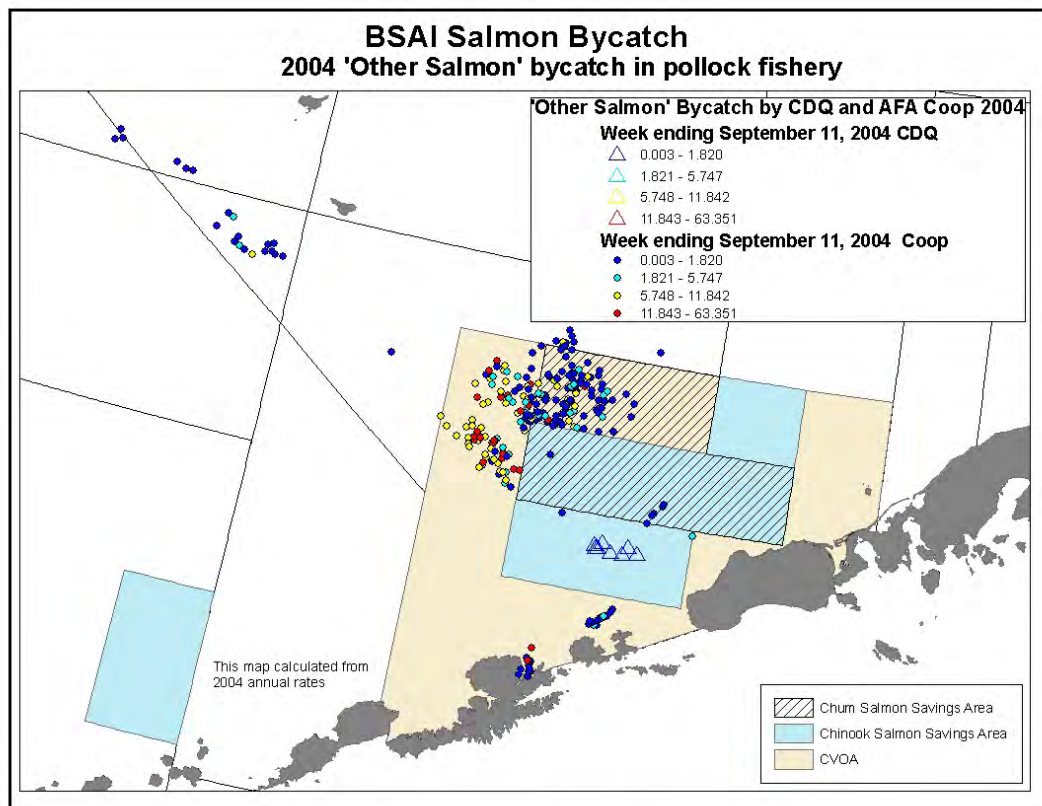 BSAI Salmon Bycatch
2004 'Other Salmon' bycatch in pollock fishery
'Other Salmon' Bycatch by CDQ and AFA Coop 2004
Week ending September 11, 2004 CDQ
0.003 - 1.820
1.821 - 5.747
5.748 - 11.842
11.843 - 63.351
Week ending September 11, 2004 Coop
0.003 - 1.820
1.821 - 5.747
5.748 - 11.842
11.843 - 63.351
This map calculated from
2004 annual rates
Chum Salmon Savings Area
Chinook Salmon Savings Area
CVOA